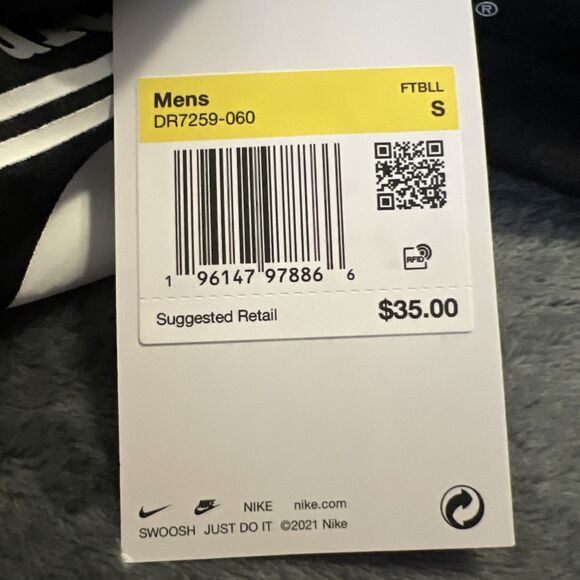 ®
Mens
FTBLL
DR7259-060
S
RFID
1 96147 97886 6
Suggested Retail
$35.00
NIKE
NIKE nike.com
SWOOSH JUST DO IT ©2021 Nike